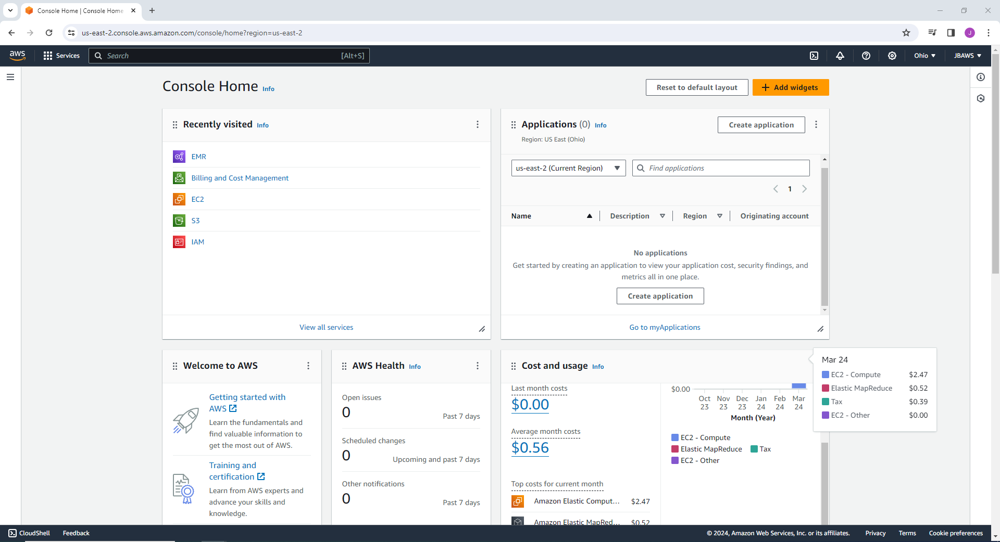 Console Home | Console Home
us-east-2.console.aws.amazon.com/console/home?region=us-east-2
J
aws
Services
Search
[Alt+S]
Ohio
JBAWS
Console Home Info
Reset to default layout
Add widgets
Recently visited Info
EMR
Billing and Cost Management
EC2
S3
IAM
View all services
Applications (0) Info
Region: US East (Ohio)
Create application
us-east-2 (Current Region)
Find applications
1
Name Description Region Originating account
No applications
Get started by creating an application to view your application cost, security findings, and
metrics all in one place.
Create application
Go to myApplications
Welcome to AWS
Getting started with
AWS
Learn the fundamentals and
find valuable information to
get the most out of AWS.
Training and
certification
Learn from AWS experts and
advance your skills and
knowledge.
AWS Health Info
Open issues
0
Past 7 days
Scheduled changes
0
Upcoming and past 7 days
Other notifications
0
Past 7 days
Cost and usage Info
Last month costs
$0.00
Average month costs
$0.56
Top costs for current month
Amazon Elastic Comput... $2.47
Amazon Elastic MapRed... $0.52
$0.00
Oct Nov Dec Jan Feb Mar
23 23 23 24 24 24
Month (Year)
EC2 - Compute
Elastic MapReduce Tax
EC2 - Other
Mar 24
EC2 - Compute $2.47
Elastic MapReduce $0.52
Tax $0.39
EC2 - Other $0.00
CloudShell
Feedback
© 2024, Amazon Web Services, Inc. or its affiliates.
Privacy
Terms
Cookie preferences